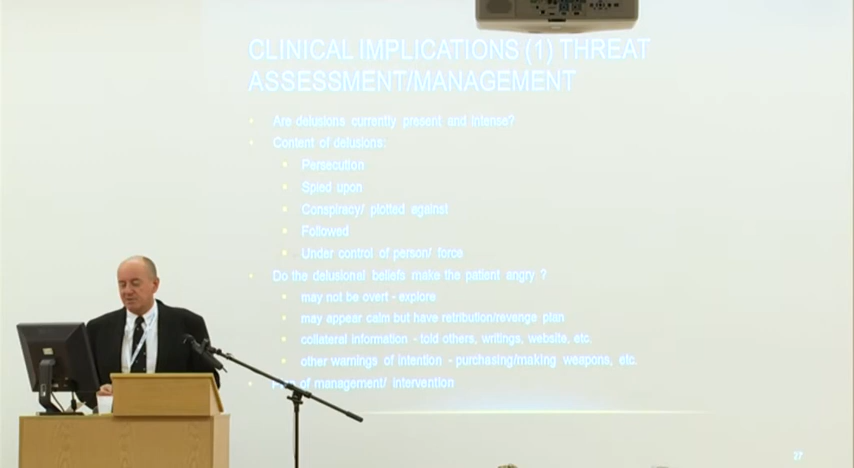 CLINICAL IMPLICATIONS (1) THREAT
ASSESSMENT/MANAGEMENT
• Are delusions currently present and intense?
• Content of delusions:
• Persecution
• Spied upon
• Conspiracy/ plotted against
• Followed
• Under control of person/ force
• Do the delusional beliefs make the patient angry ?
• may not be overt - explore
• may appear calm but have retribution/revenge plan
• collateral information - told others, writings, website, etc.
• other warnings of intention - purchasing/making weapons, etc.
• of management/ intervention
27